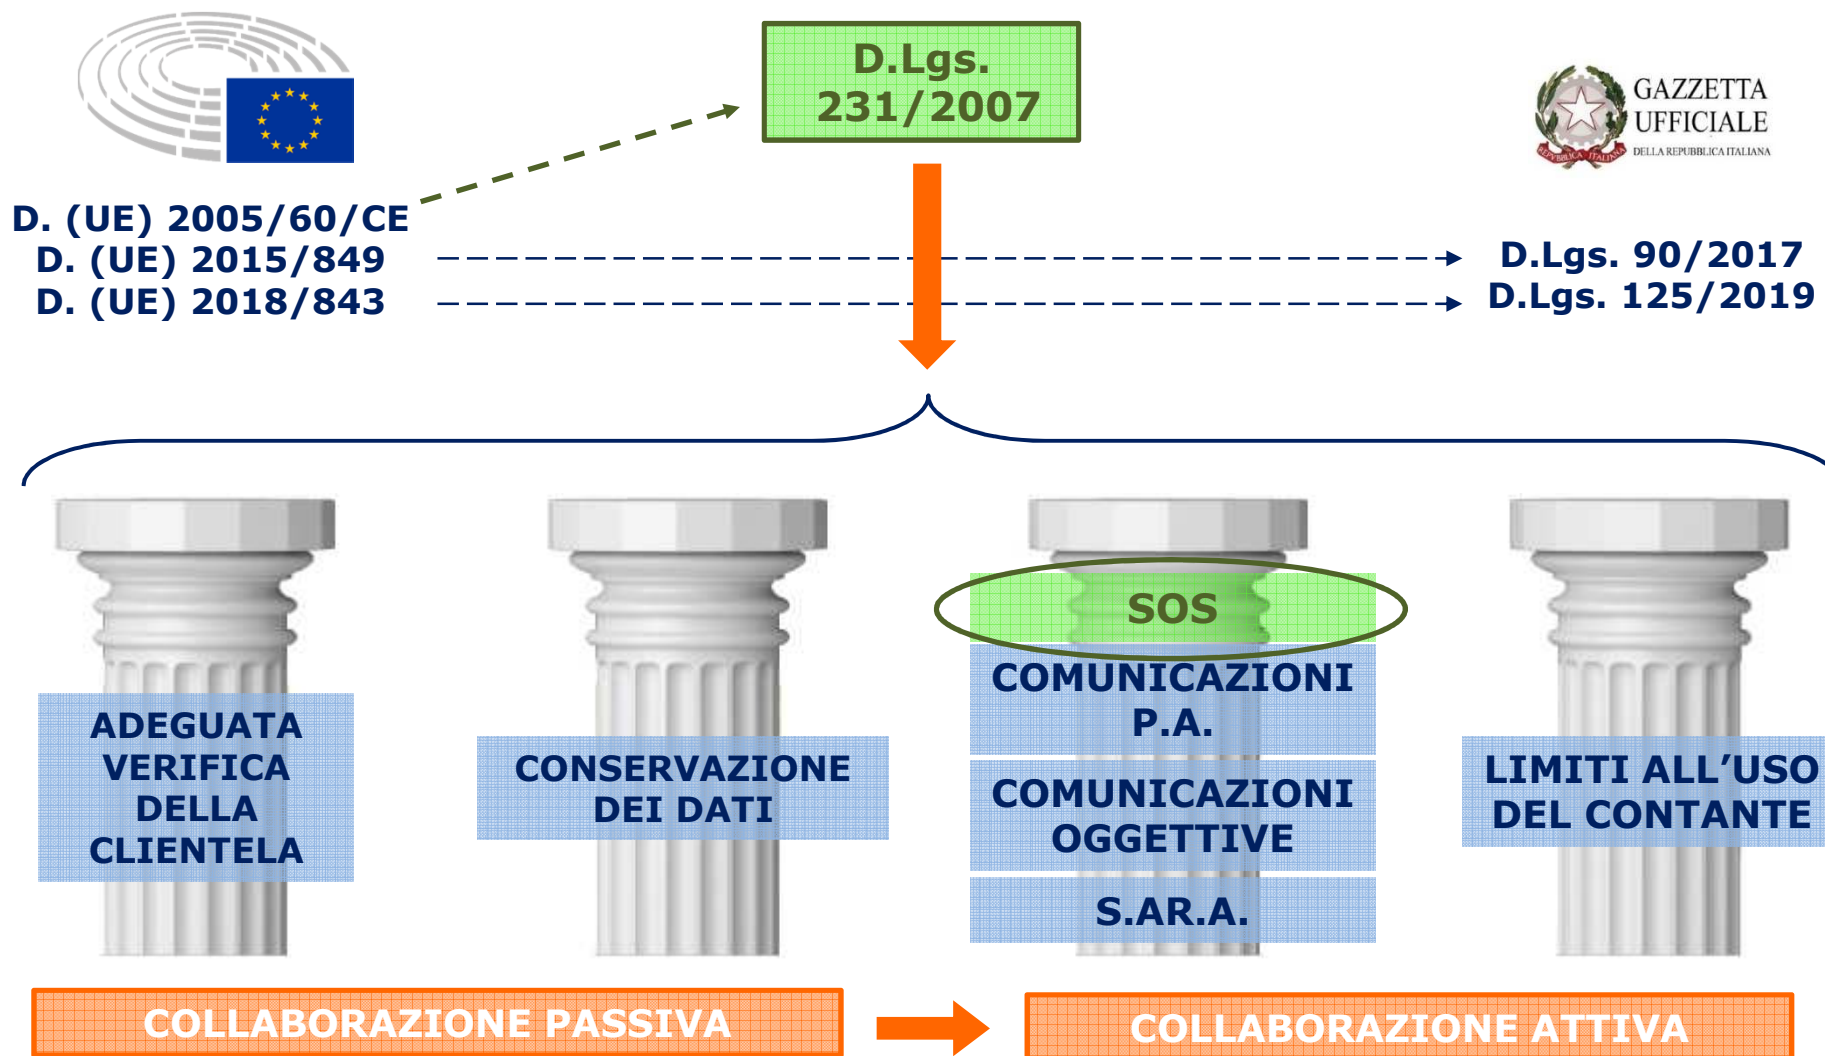 D.Lgs.
231/2007
GAZZETTA
UFFICIALE
DELLA REPUBBLICA ITALIANA
REPVBBLICA ITALIANA
D. (UE) 2005/60/CE
D. (UE) 2015/849
D. (UE) 2018/843
D.Lgs. 90/2017
D.Lgs. 125/2019
ADEGUATA
VERIFICA
DELLA
CLIENTELA
CONSERVAZIONE
DEI DATI
SOS
COMUNICAZIONI
P.A.
COMUNICAZIONI
OGGETTIVE
S.AR.A.
LIMITI ALL’USO
DEL CONTANTE
COLLABORAZIONE PASSIVA
COLLABORAZIONE ATTIVA